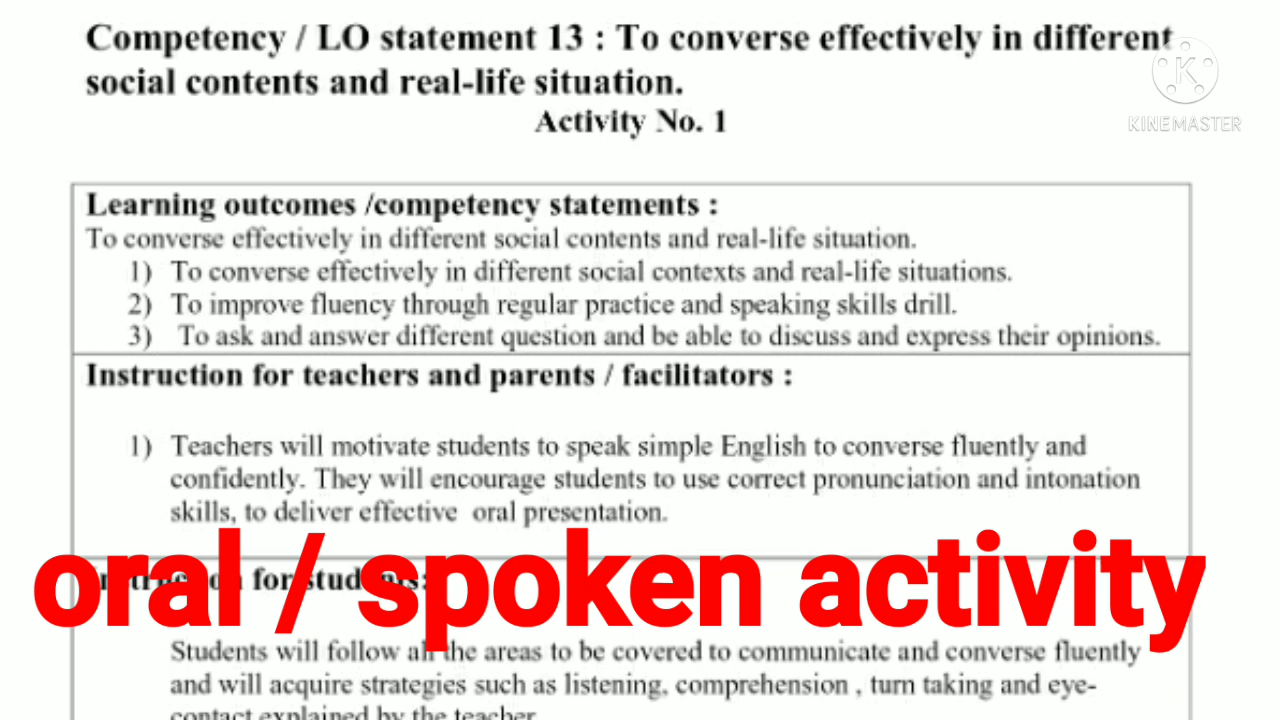 Competency / LO statement 13 : To converse effectively in different
social contents and real-life situation.
Activity No. 1
KINEMASTER
Learning outcomes /competency statements :
To converse effectively in different social contents and real-life situation.
1) To converse effectively in different social contexts and real-life situations.
2) To improve fluency through regular practice and speaking skills drill.
3) To ask and answer different question and be able to discuss and express their opinions.
Instruction for teachers and parents / facilitators :
1) Teachers will motivate students to speak simple English to converse fluently and
confidently. They will encourage students to use correct pronunciation and intonation
skills, to deliver effective oral presentation.
for students:
oral / spoken activity
Students will follow all the areas to be covered to communicate and converse fluently
and will acquire strategies such as listening, comprehension , turn taking and eye-
contact explained by the teacher